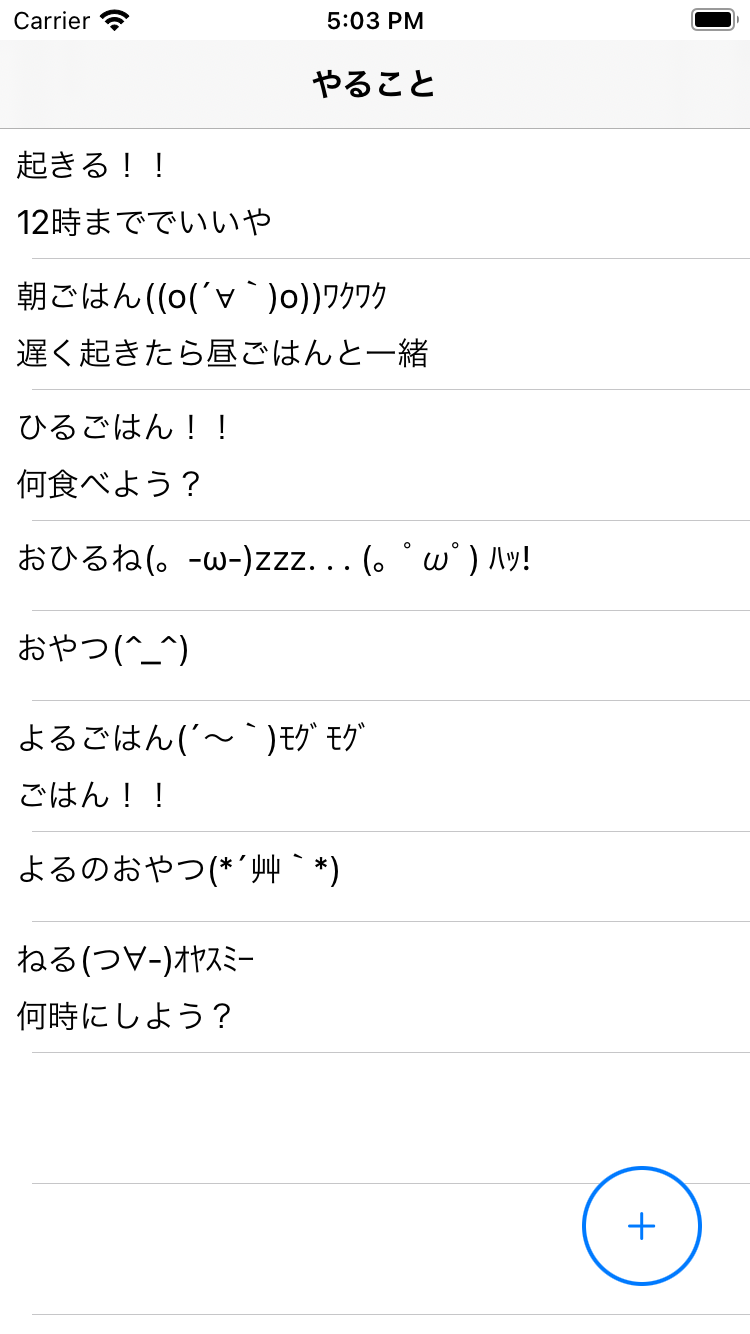 Carrier 5:03 PM
やること
起きる！！
12時まででいいや
朝ごはん((o(´∀｀)o))ﾜｸﾜｸ
遅く起きたら昼ごはんと一緒
ひるごはん！！
何食べよう？
おひるね(。-ω-)zzz. . . (。ﾟωﾟ) ﾊｯ!
おやつ(^_^)
よるごはん(´～｀)ﾓｸﾞﾓｸﾞ
ごはん！！
よるのおやつ(*´艸｀*)
ねる(つ∀-)ｵﾔｽﾐｰ
何時にしよう？